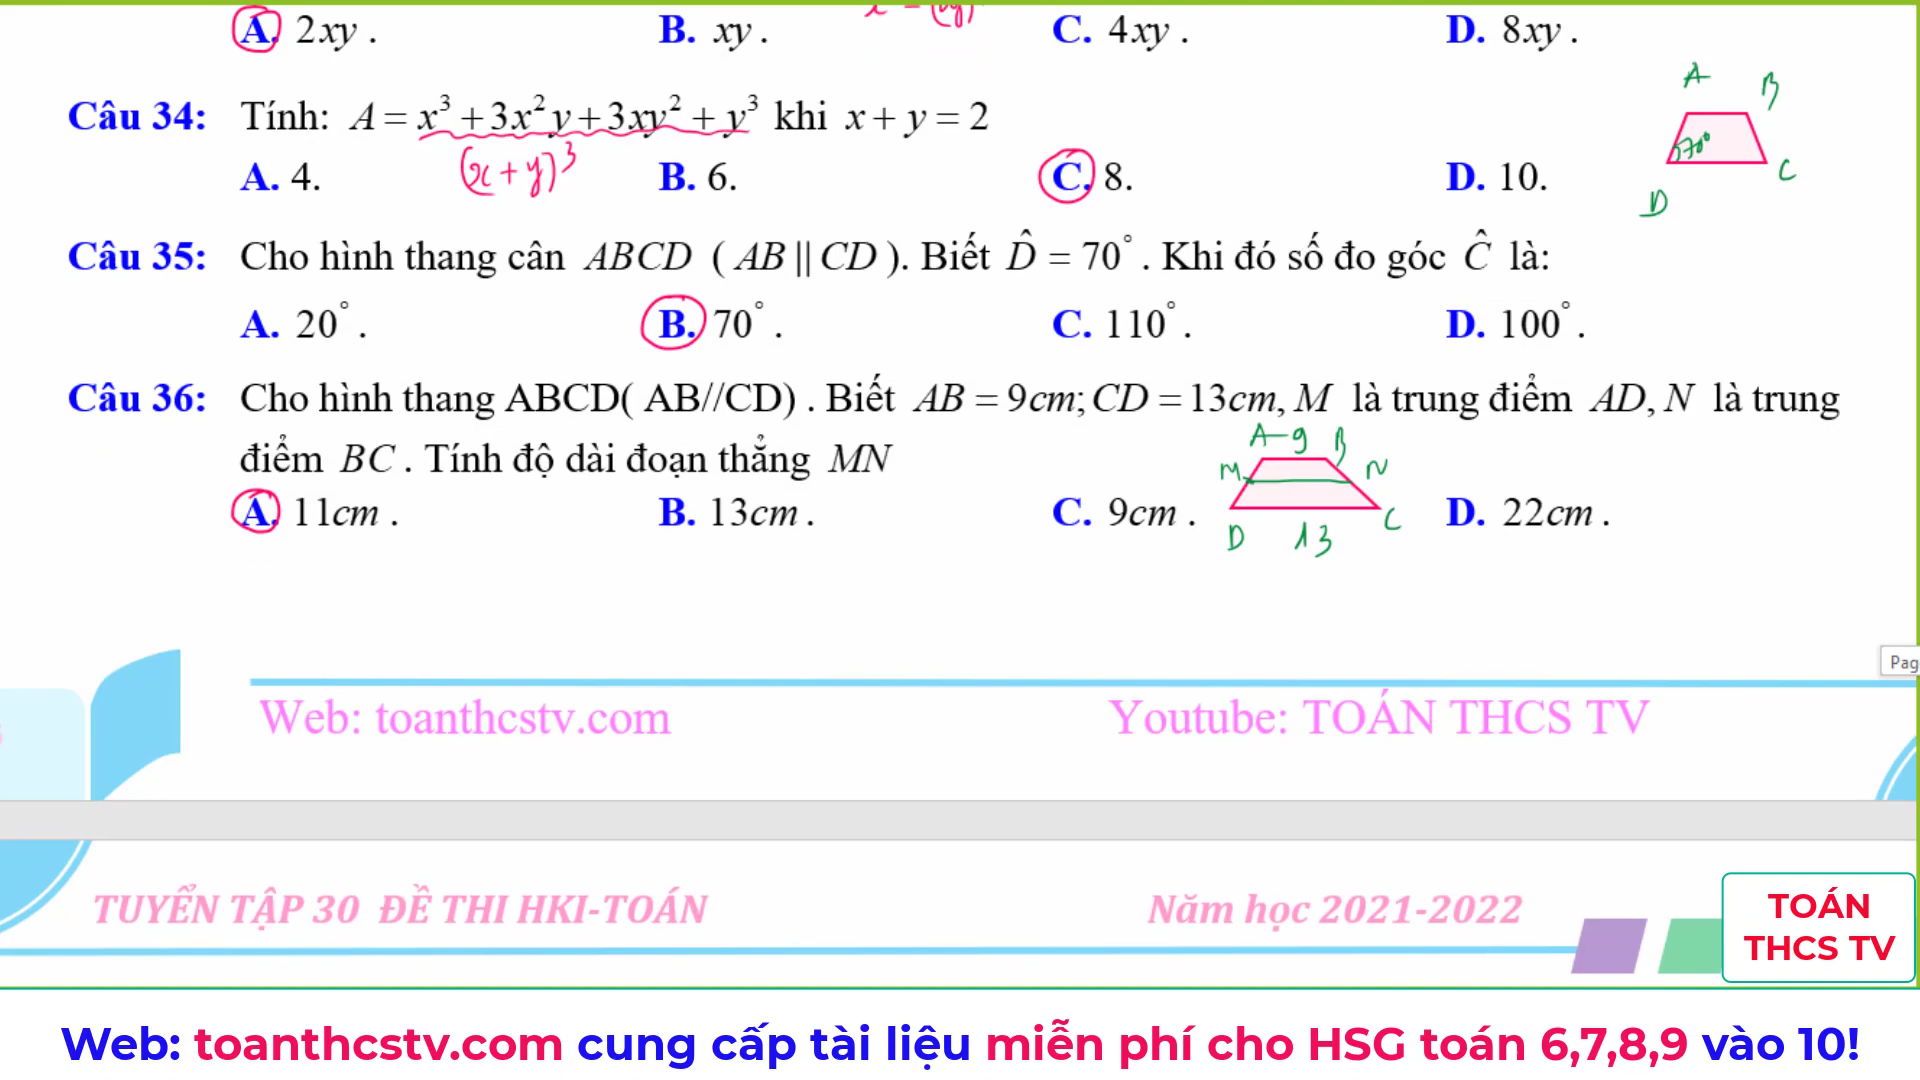 A. 2xy . B. xy . C. 4xy . D. 8xy .
A B
Câu 34: Tính: A = x³ + 3x²y + 3xy² + y³ khi x + y = 2
(x + y)³
A. 4. B. 6. C. 8. D. 10.
70°
C
D
Câu 35: Cho hình thang cân ABCD ( AB || CD ). Biết D̂ = 70° . Khi đó số đo góc Ĉ là:
A. 20° . B. 70° . C. 110° . D. 100° .
Câu 36: Cho hình thang ABCD( AB//CD) . Biết AB = 9cm; CD = 13cm, M là trung điểm AD, N là trung
điểm BC . Tính độ dài đoạn thẳng MN
A 9 B
M N
A. 11cm . B. 13cm . C. 9cm . D. 22cm .
D 13 C
Pag
Web: toanthcstv.com Youtube: TOÁN THCS TV
TUYỂN TẬP 30 ĐỀ THI HKI-TOÁN Năm học 2021-2022
TOÁN
THCS TV
Web: toanthcstv.com cung cấp tài liệu miễn phí cho HSG toán 6,7,8,9 vào 10!